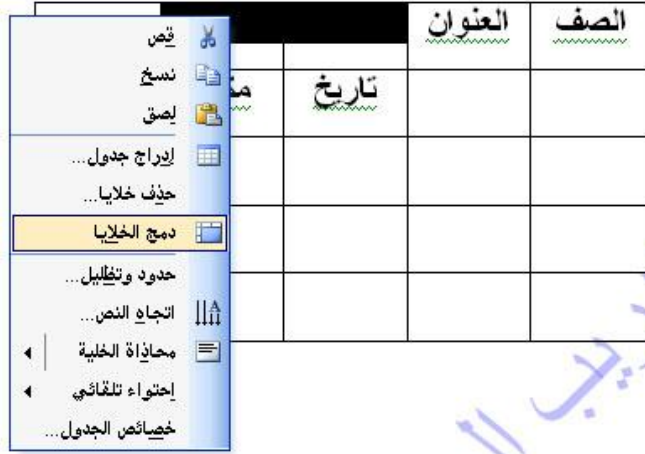 الصف العنوان
تاريخ
قص
نسخ
لصق
إدراج جدول...
حذف خلايا...
دمج الخلايا
حدود وتظليل...
اتجاه النص...
محاذاة الخلية
إحتواء تلقائي
خصائص الجدول...